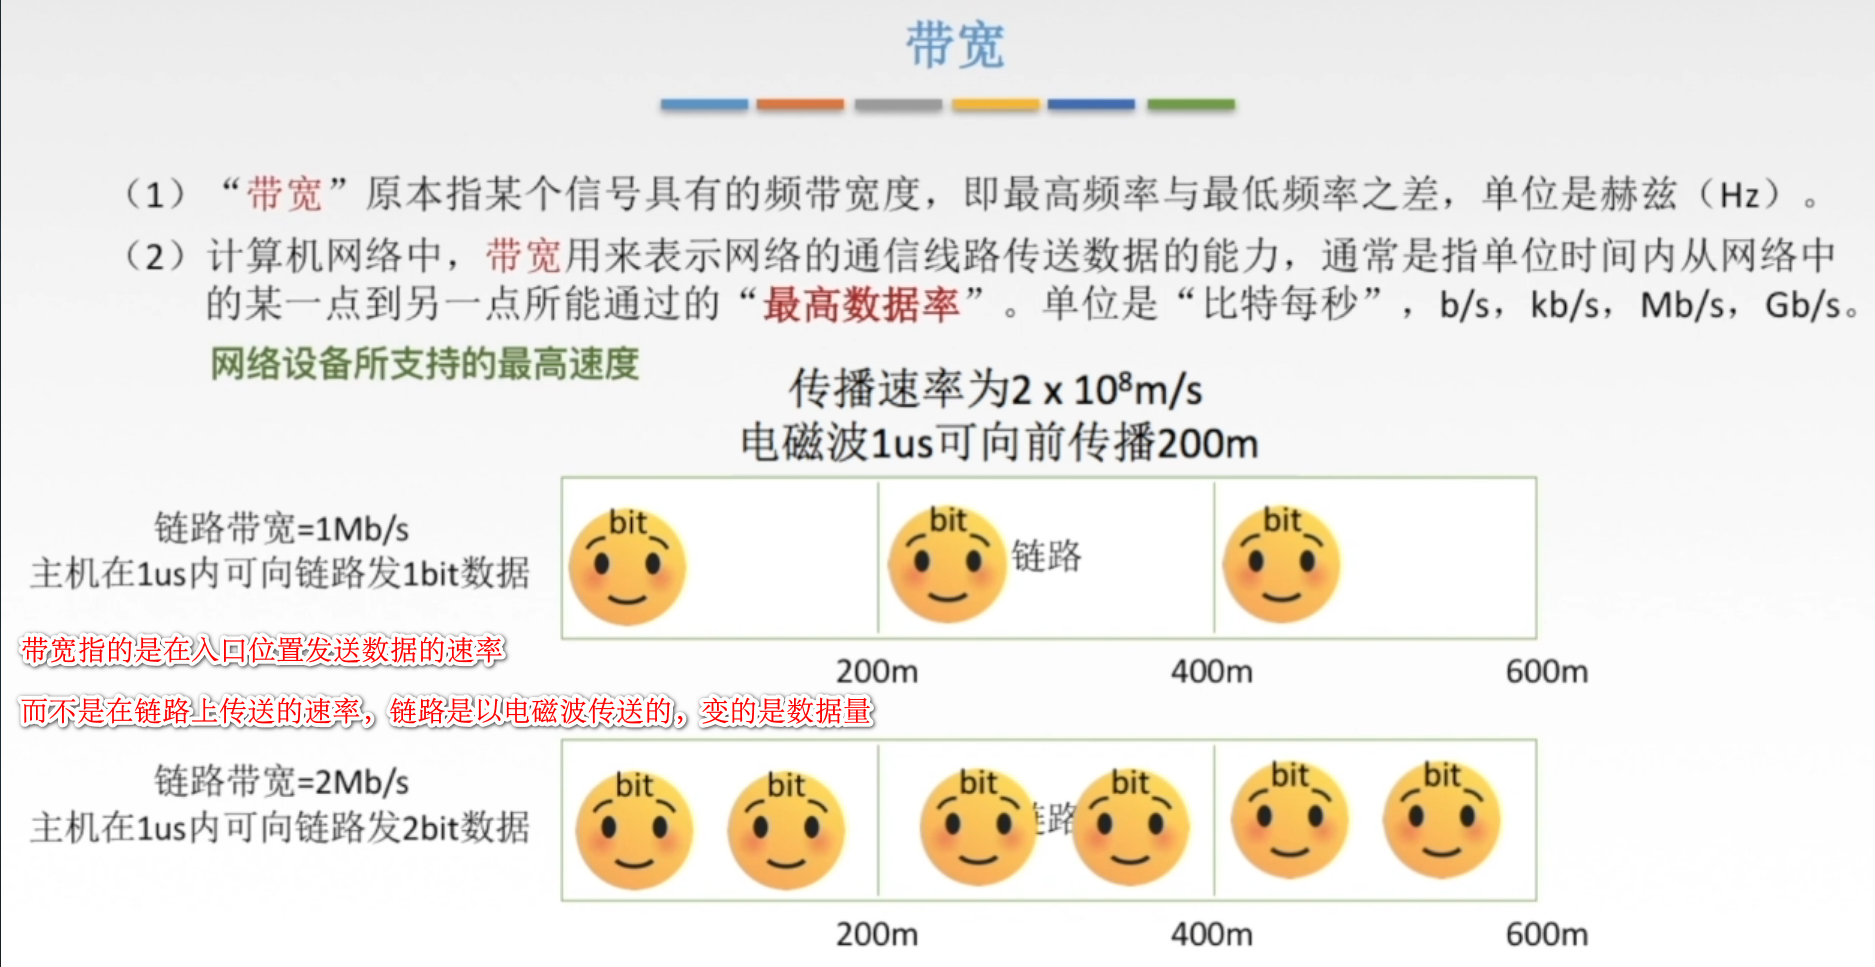 带宽
（1）“带宽”原本指某个信号具有的频带宽度，即最高频率与最低频率之差，单位是赫兹（Hz）。
（2）计算机网络中，带宽用来表示网络的通信线路传送数据的能力，通常是指单位时间内从网络中
的某一点到另一点所能通过的“最高数据率”。单位是“比特每秒”，b/s，kb/s，Mb/s，Gb/s。
网络设备所支持的最高速度
传播速率为2 x 10⁸m/s
电磁波1us可向前传播200m
链路带宽=1Mb/s
主机在1us内可向链路发1bit数据
bit
bit
链路
bit
200m
400m
600m
带宽指的是在入口位置发送数据的速率
而不是在链路上传送的速率，链路是以电磁波传送的，变的是数据量
链路带宽=2Mb/s
主机在1us内可向链路发2bit数据
bit
bit
bit
路
bit
bit
bit
200m
400m
600m